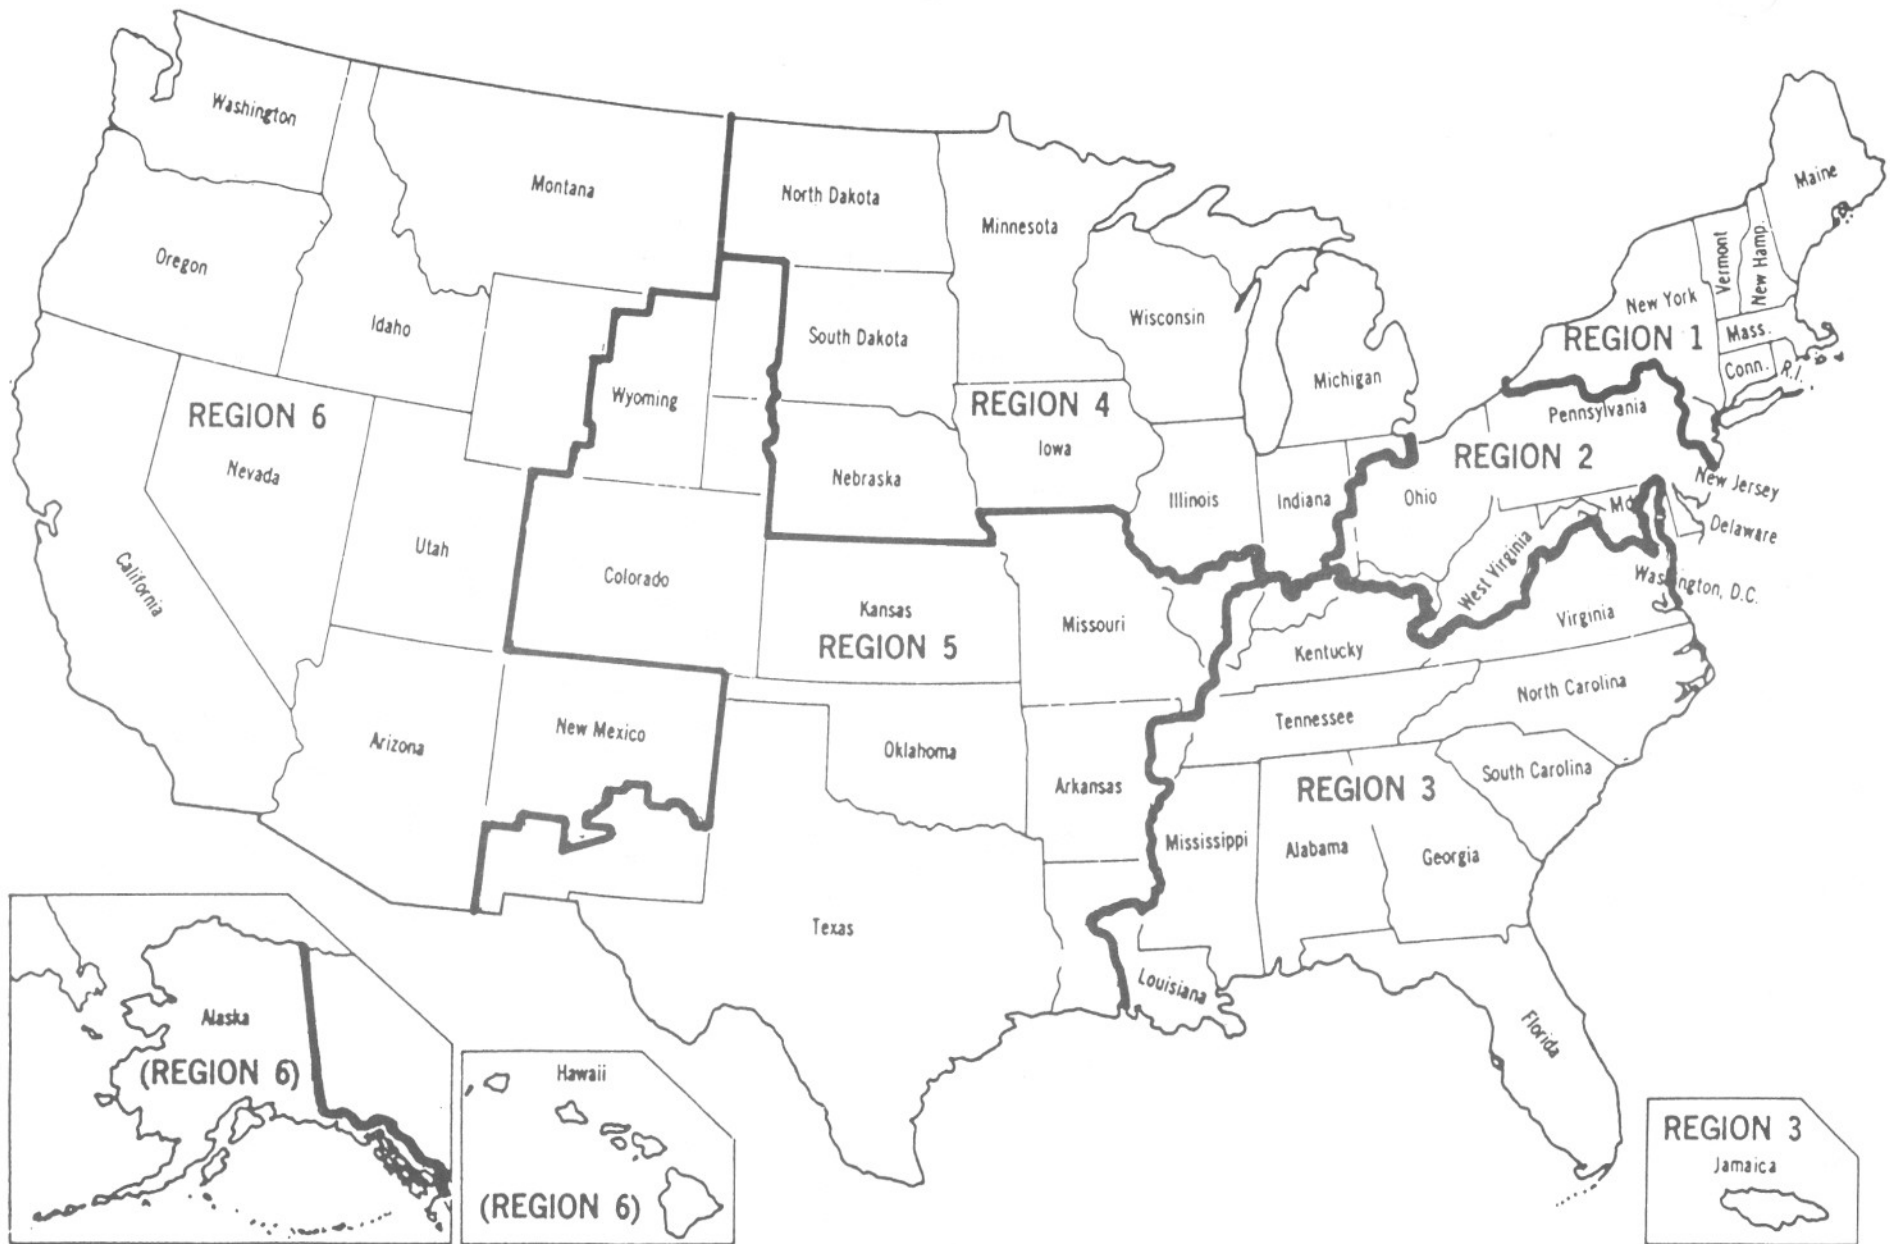 Washington
Montana
North Dakota
Minnesota
Maine
Oregon
Idaho
South Dakota
Wisconsin
Michigan
Vermont
New Hamp.
New York
REGION 1
Mass.
Conn.
R.I.
Wyoming
REGION 6
Nevada
REGION 4
Iowa
Nebraska
Illinois
Indiana
Ohio
Pennsylvania
REGION 2
New Jersey
Md
Delaware
Washington, D.C.
West Virginia
Virginia
California
Utah
Colorado
Kansas
REGION 5
Missouri
Kentucky
North Carolina
Tennessee
Arizona
New Mexico
Oklahoma
Arkansas
South Carolina
REGION 3
Mississippi
Alabama
Georgia
Texas
Louisiana
Florida
Alaska
(REGION 6)
Hawaii
(REGION 6)
REGION 3
Jamaica